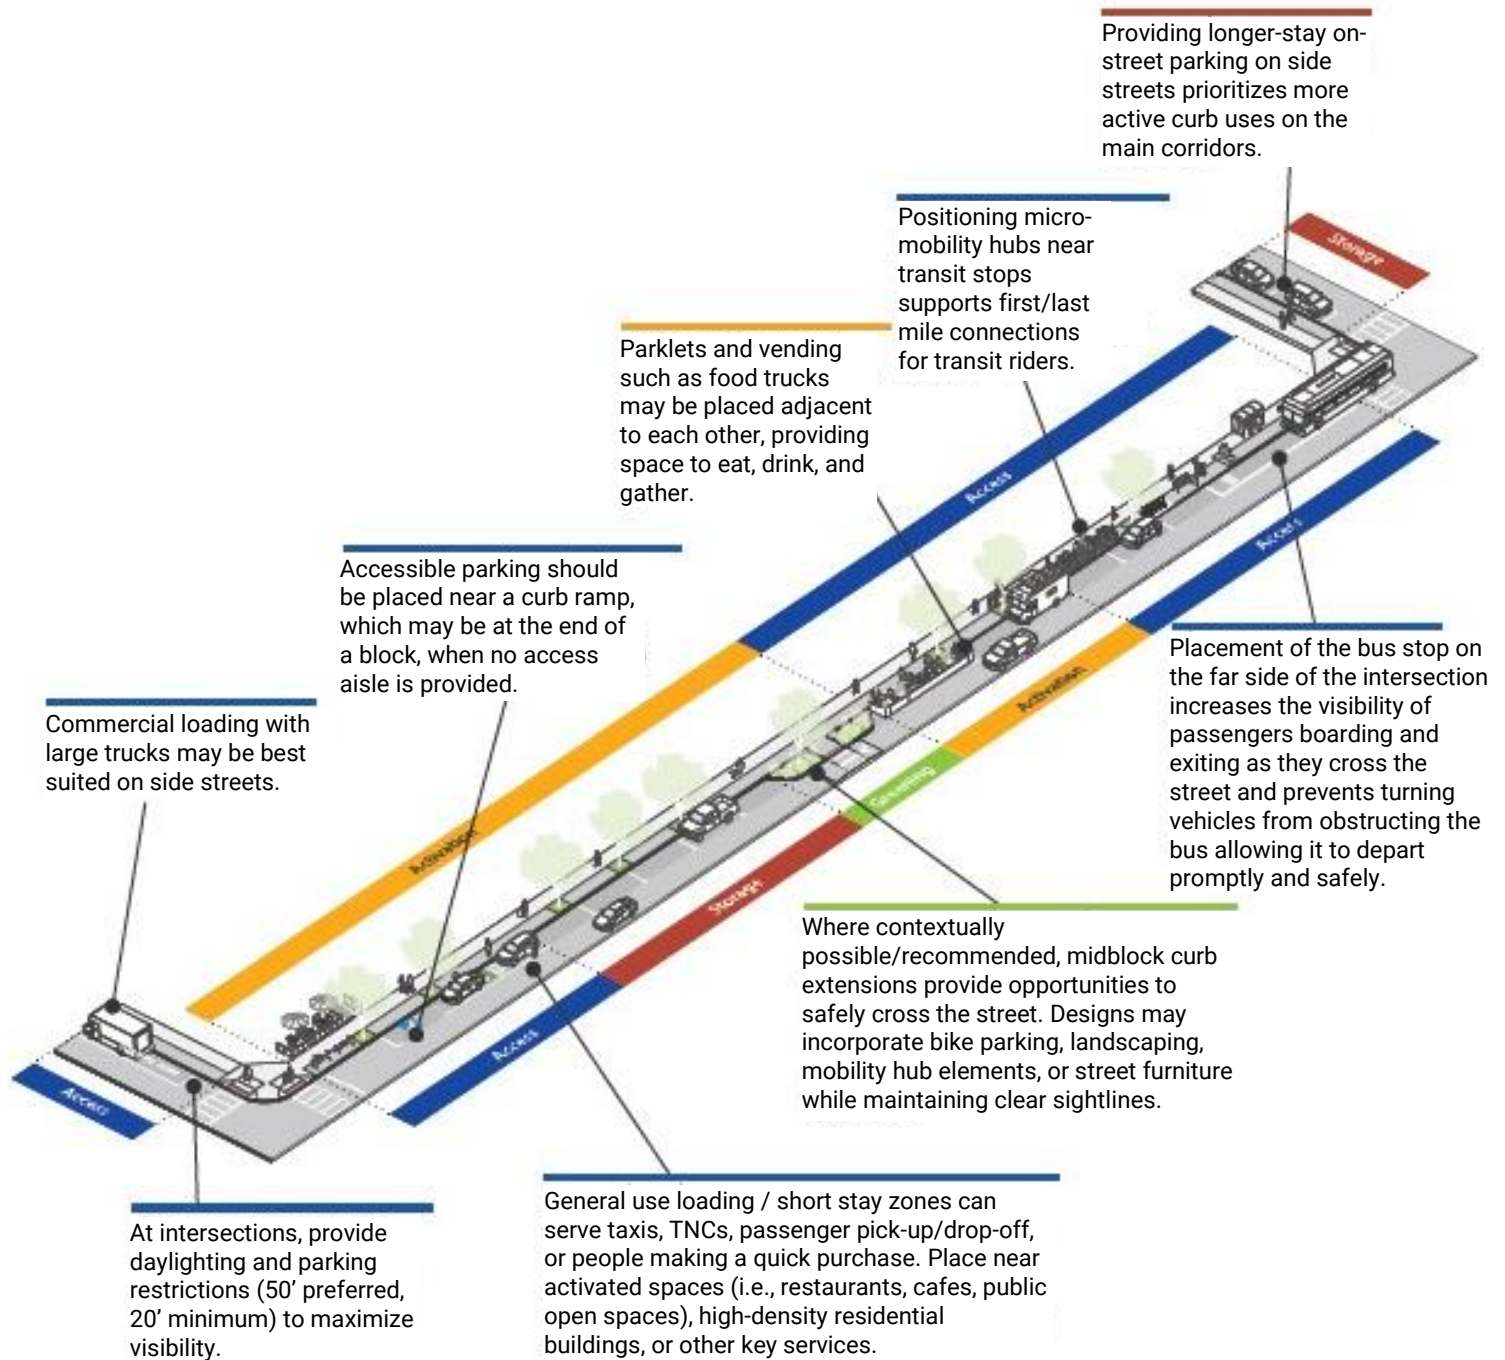 Providing longer-stay on-
street parking on side
streets prioritizes more
active curb uses on the
main corridors.
Storage
Positioning micro-
mobility hubs near
transit stops
supports first/last
mile connections
for transit riders.
Parklets and vending
such as food trucks
may be placed adjacent
to each other, providing
space to eat, drink, and
gather.
Access
Access
Accessible parking should
be placed near a curb ramp,
which may be at the end of
a block, when no access
aisle is provided.
Placement of the bus stop on
the far side of the intersection
increases the visibility of
passengers boarding and
exiting as they cross the
street and prevents turning
vehicles from obstructing the
bus allowing it to depart
promptly and safely.
Activation
Commercial loading with
large trucks may be best
suited on side streets.
Greening
Activation
Storage
Where contextually
possible/recommended, midblock curb
extensions provide opportunities to
safely cross the street. Designs may
incorporate bike parking, landscaping,
mobility hub elements, or street furniture
while maintaining clear sightlines.
Access
Access
At intersections, provide
daylighting and parking
restrictions (50’ preferred,
20’ minimum) to maximize
visibility.
General use loading / short stay zones can
serve taxis, TNCs, passenger pick-up/drop-off,
or people making a quick purchase. Place near
activated spaces (i.e., restaurants, cafes, public
open spaces), high-density residential
buildings, or other key services.